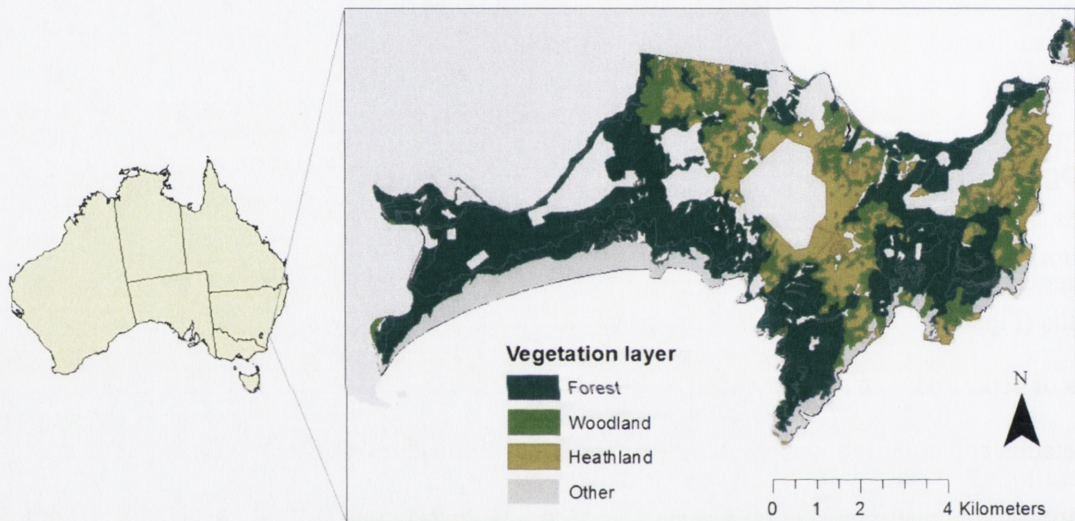 Vegetation layer
Forest
Woodland
Heathland
Other
N
0 1 2 4 Kilometers